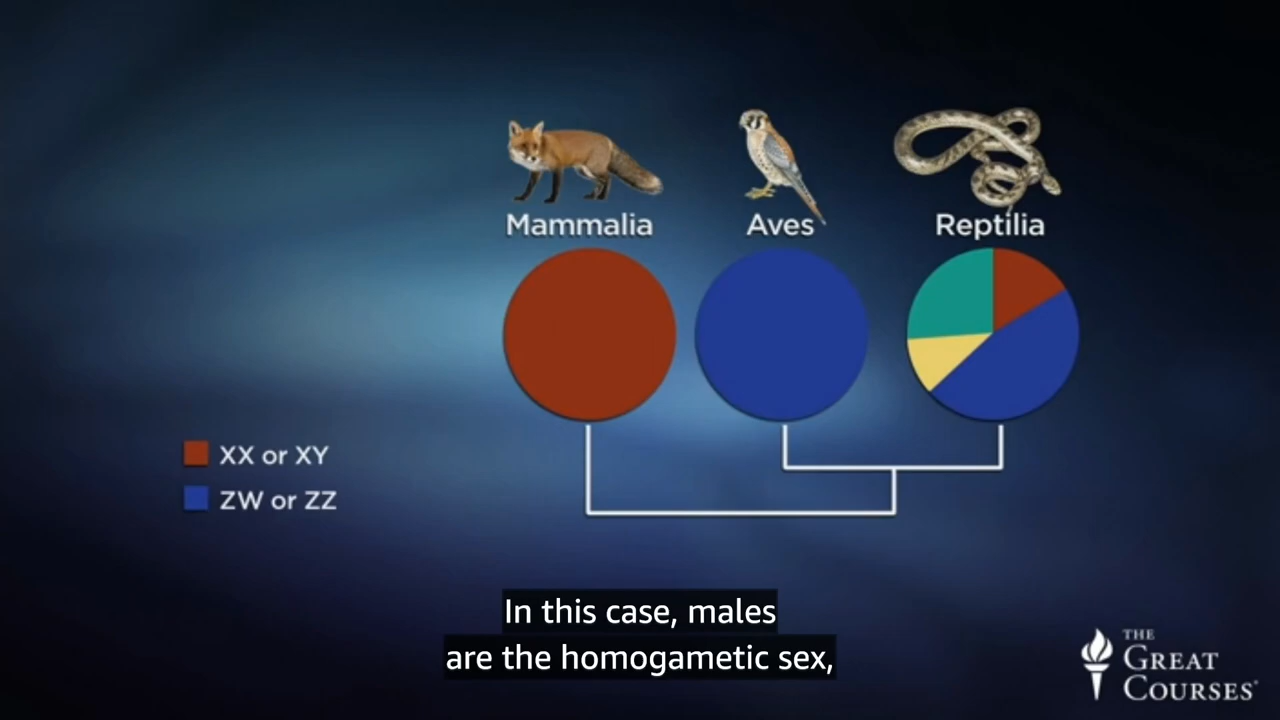 Mammalia
Aves
Reptilia
XX or XY
ZW or ZZ
In this case, males
are the homogametic sex,
THE
GREAT
COURSES